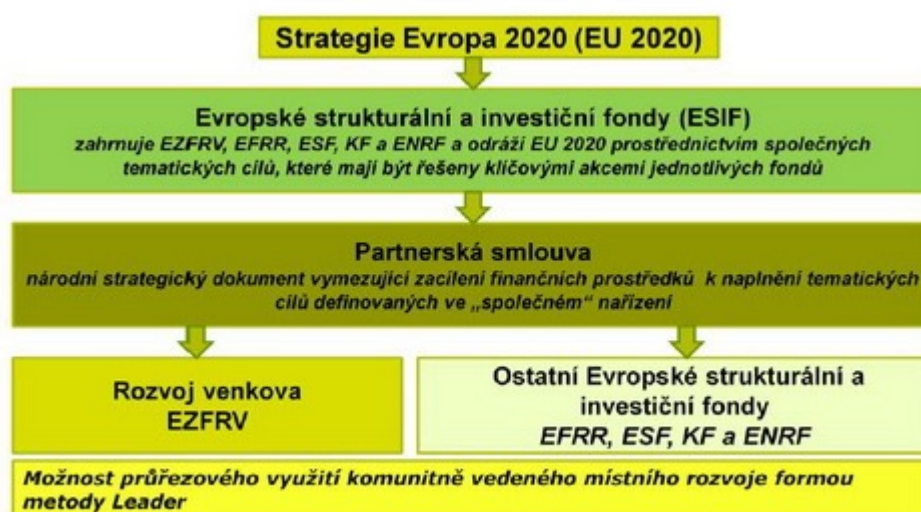 Strategie Evropa 2020 (EU 2020)
Evropské strukturální a investiční fondy (ESIF)
zahrnuje EZFRV, EFRR, ESF, KF a ENRF a odráží EU 2020 prostřednictvím společných
tematických cílů, které mají být řešeny klíčovými akcemi jednotlivých fondů
Partnerská smlouva
národní strategický dokument vymezující zacílení finančních prostředků k naplnění tematických
cílů definovaných ve „společném“ nařízení
Rozvoj venkova
EZFRV
Ostatní Evropské strukturální a
investiční fondy
EFRR, ESF, KF a ENRF
Možnost průřezového využití komunitně vedeného místního rozvoje formou
metody Leader